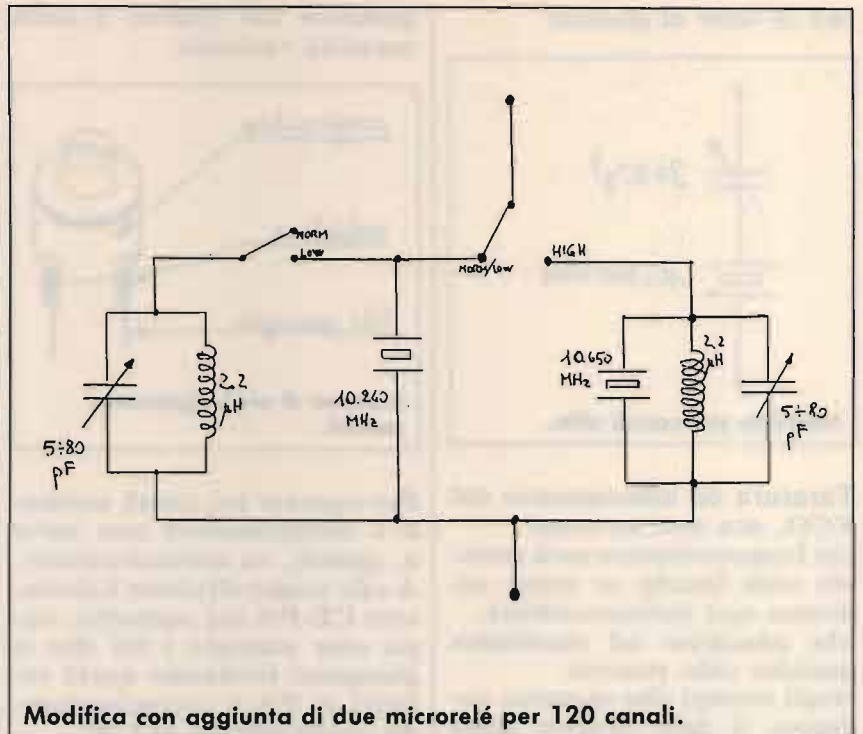 NORM
LOW
NORM/LOW
HIGH
2,2
µH
10.240
MHz
10.650
MHz
2,2
µH
5÷80
pF
5÷80
pF
Modifica con aggiunta di due microrelé per 120 canali.